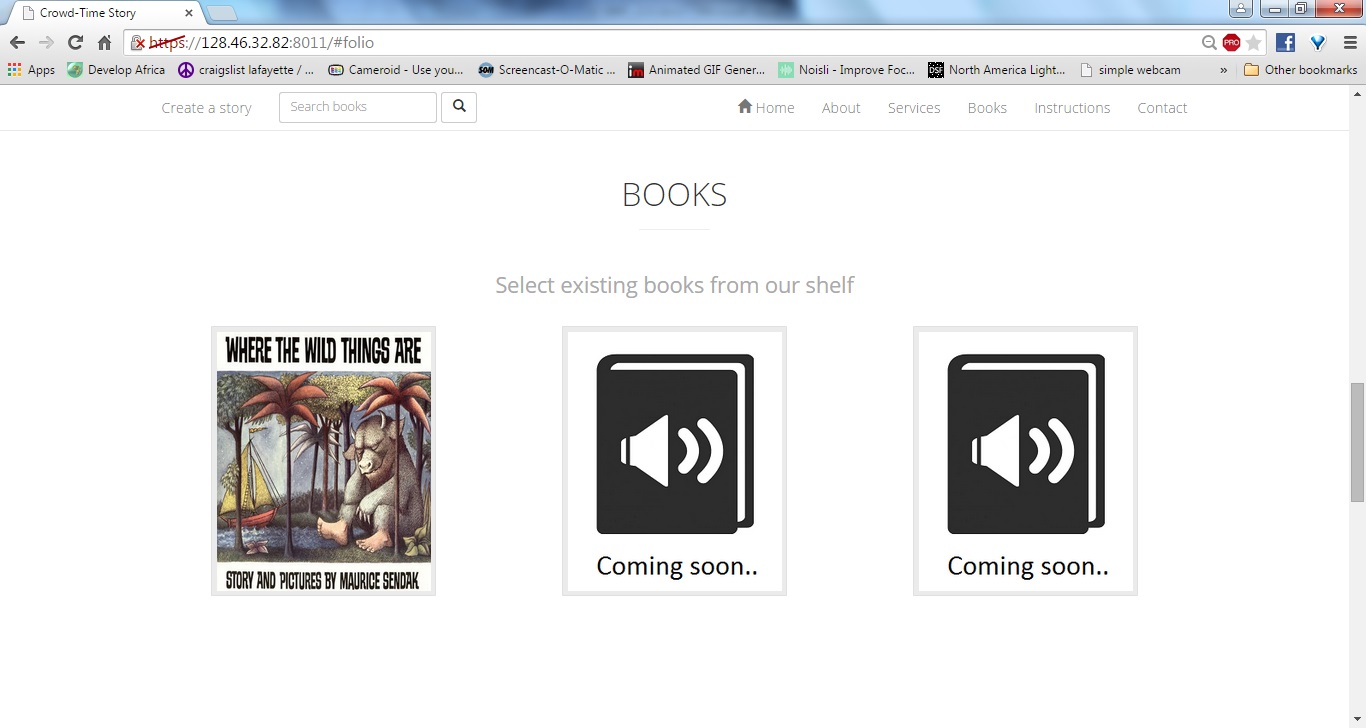 Crowd-Time Story
https://128.46.32.82:8011/#folio
PRO
Apps Develop Africa craigslist lafayette / ... Cameroid - Use you... SOM Screencast-O-Matic ... im Animated GIF Gener... Noisli - Improve Foc... DSF North America Light... simple webcam » Other bookmarks
Create a story Search books Home About Services Books Instructions Contact
BOOKS
Select existing books from our shelf
WHERE THE WILD THINGS ARE
STORY AND PICTURES BY MAURICE SENDAK
Coming soon..
Coming soon..